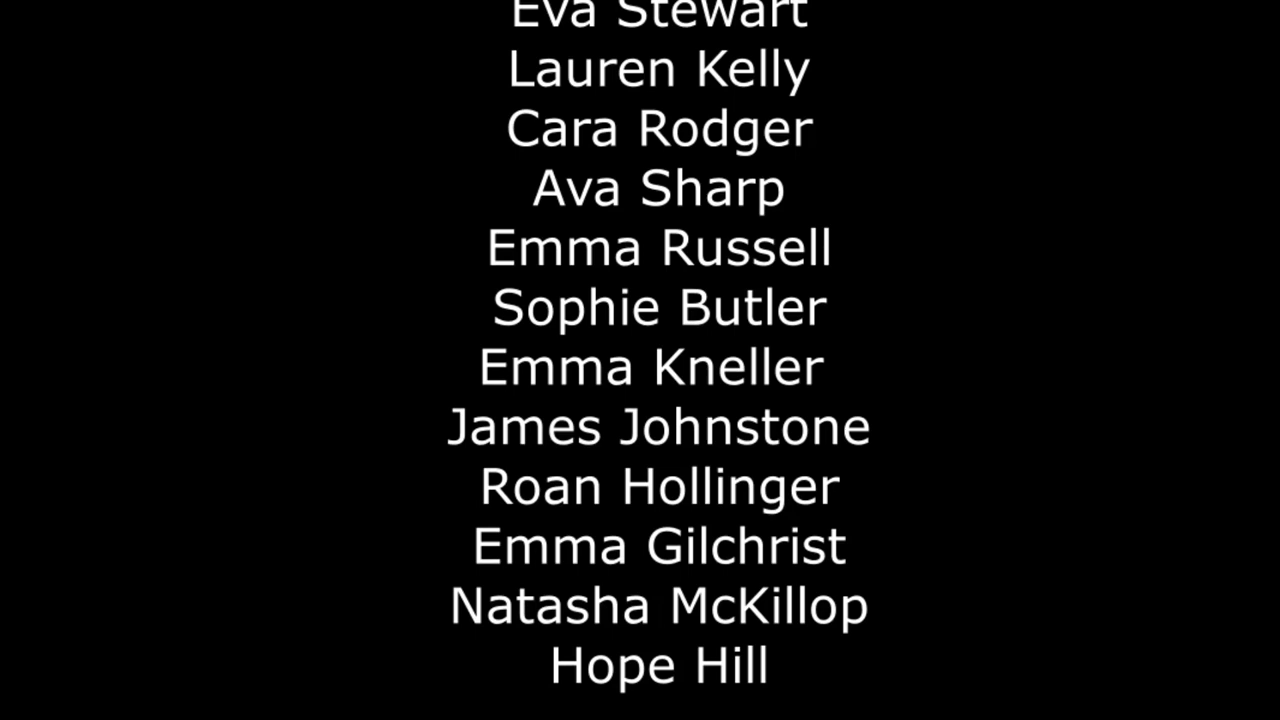 Eva Stewart
Lauren Kelly
Cara Rodger
Ava Sharp
Emma Russell
Sophie Butler
Emma Kneller
James Johnstone
Roan Hollinger
Emma Gilchrist
Natasha McKillop
Hope Hill